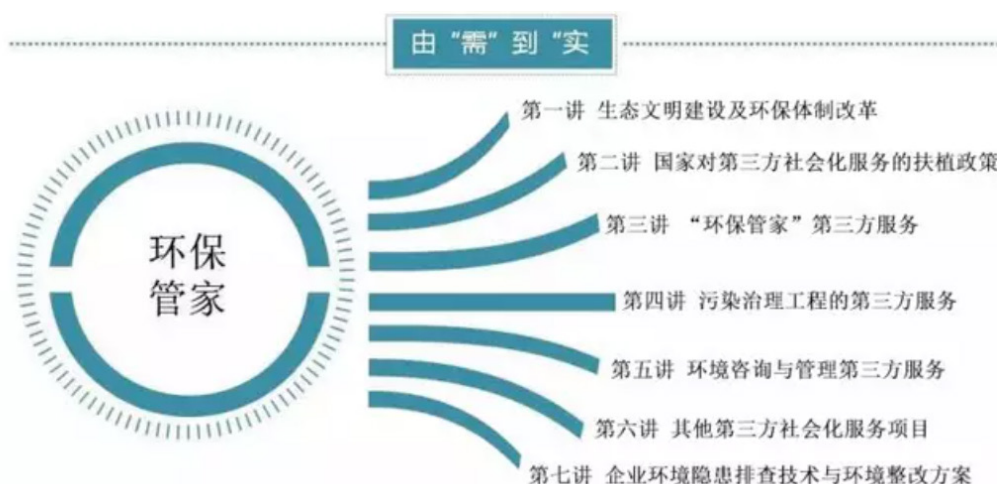 由 "需" 到 "实
第一讲 生态文明建设及环保体制改革
第二讲 国家对第三方社会化服务的扶植政策
第三讲 “环保管家”第三方服务
环保
管家
第四讲 污染治理工程的第三方服务
第五讲 环境咨询与管理第三方服务
第六讲 其他第三方社会化服务项目
第七讲 企业环境隐患排查技术与环境整改方案